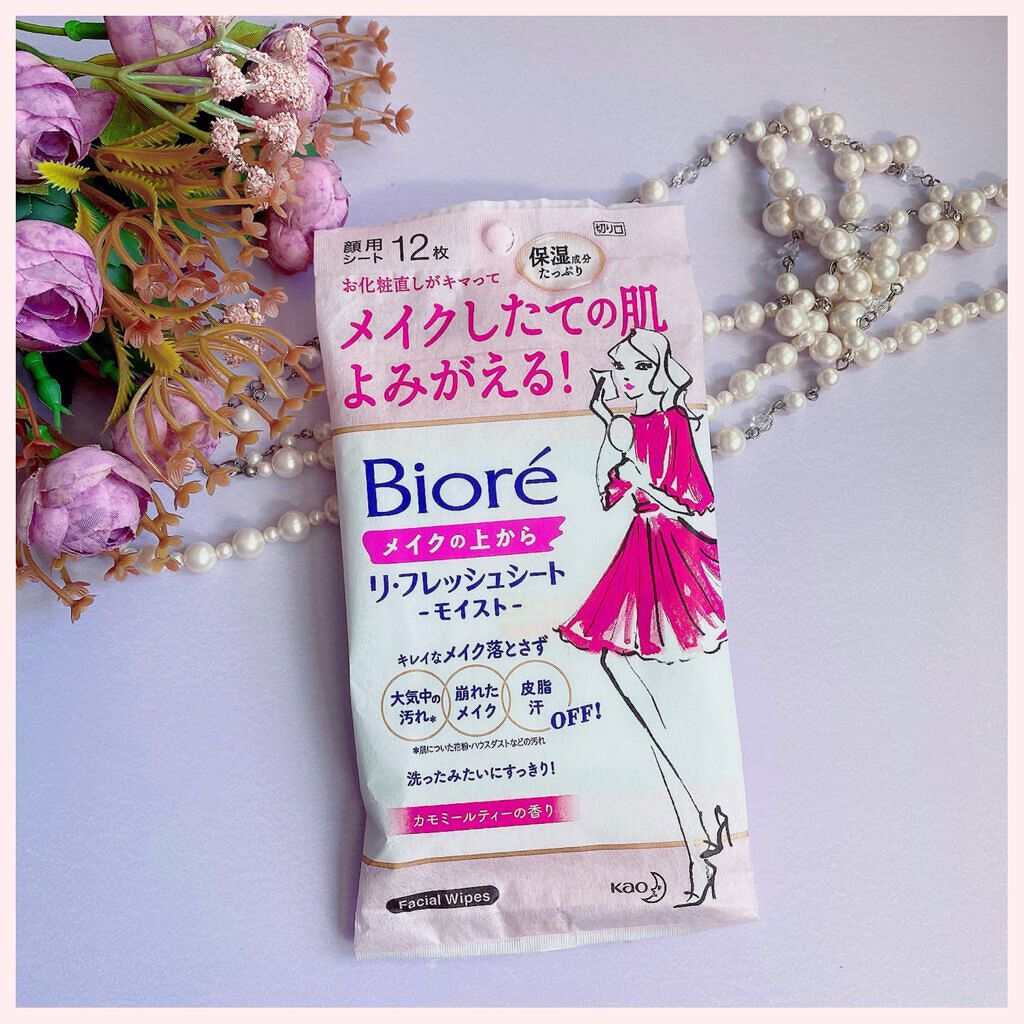 顔用
シート 12枚
切り口
保湿成分
たっぷり
お化粧直しがキマって
メイクしたての肌
よみがえる!
Bioré
メイクの上から
リ・フレッシュシート
-モイスト-
キレイなメイク落とさず
大気中の
汚れ*
崩れた
メイク
皮脂
汗
OFF!
*肌についた花粉・ハウスダストなどの汚れ
洗ったみたいにすっきり!
カモミールティーの香り
Facial Wipes
Kao